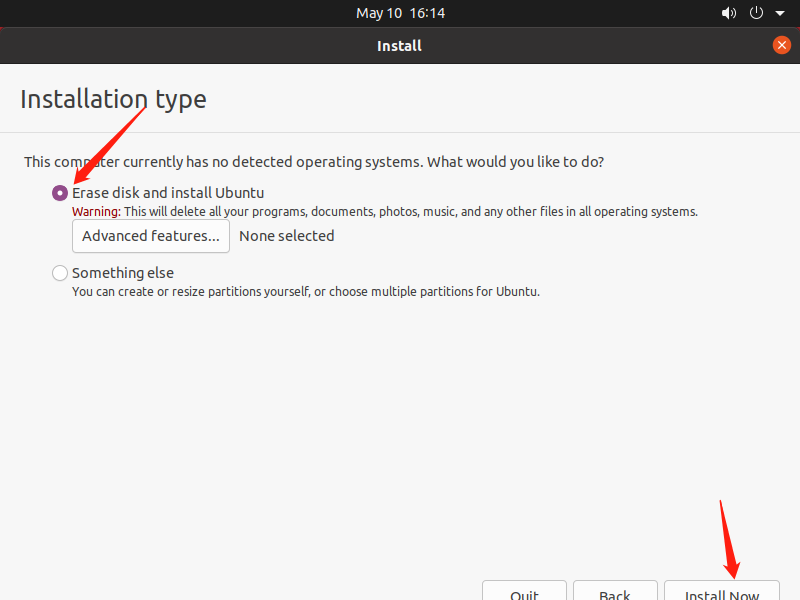 May 10 16:14
Install
Installation type
This computer currently has no detected operating systems. What would you like to do?
Erase disk and install Ubuntu
Warning: This will delete all your programs, documents, photos, music, and any other files in all operating systems.
Advanced features... None selected
Something else
You can create or resize partitions yourself, or choose multiple partitions for Ubuntu.
Quit Back Install Now